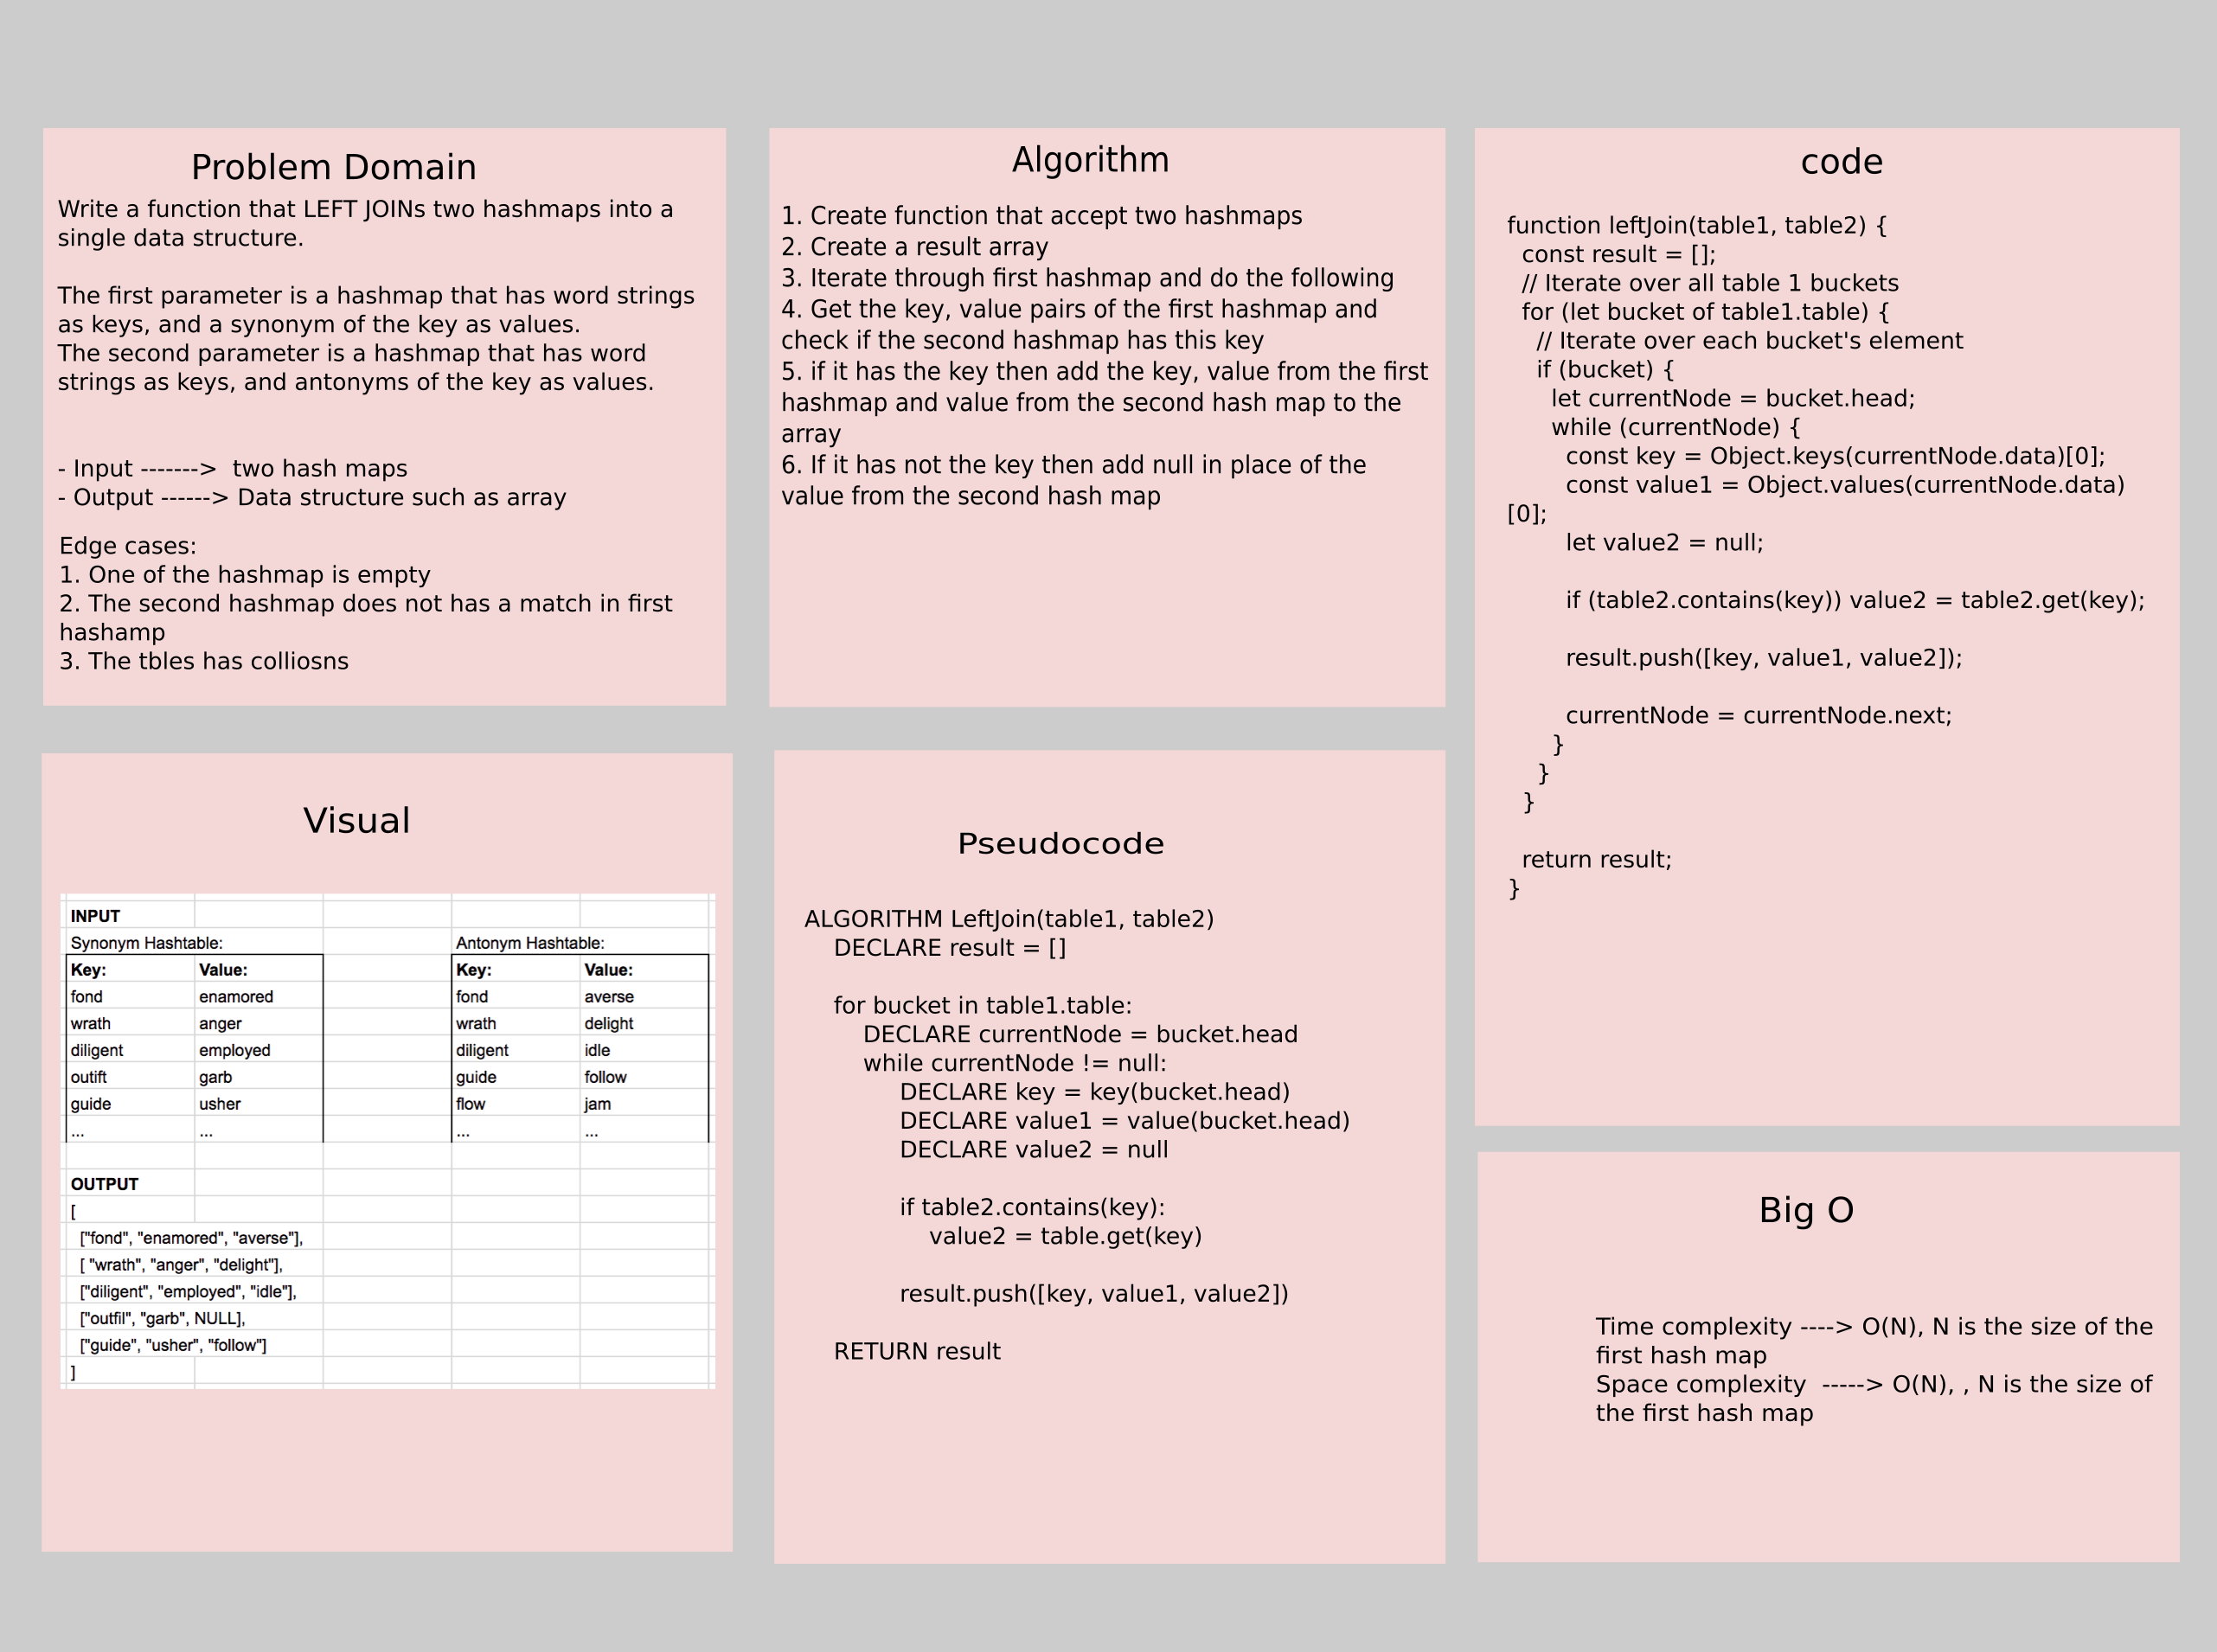 Problem Domain
Write a function that LEFT JOINs two hashmaps into a
single data structure.
The first parameter is a hashmap that has word strings
as keys, and a synonym of the key as values.
The second parameter is a hashmap that has word
strings as keys, and antonyms of the key as values.
- Input -------> two hash maps
- Output ------> Data structure such as array
Edge cases:
1. One of the hashmap is empty
2. The second hashmap does not has a match in first
hashamp
3. The tbles has colliosns
Algorithm
1. Create function that accept two hashmaps
2. Create a result array
3. Iterate through first hashmap and do the following
4. Get the key, value pairs of the first hashmap and
check if the second hashmap has this key
5. if it has the key then add the key, value from the first
hashmap and value from the second hash map to the
array
6. If it has not the key then add null in place of the
value from the second hash map
code
function leftJoin(table1, table2) {
const result = [];
// Iterate over all table 1 buckets
for (let bucket of table1.table) {
// Iterate over each bucket's element
if (bucket) {
let currentNode = bucket.head;
while (currentNode) {
const key = Object.keys(currentNode.data)[0];
const value1 = Object.values(currentNode.data)
[0];
let value2 = null;
if (table2.contains(key)) value2 = table2.get(key);
result.push([key, value1, value2]);
currentNode = currentNode.next;
}
}
}
return result;
}
Visual
INPUT
Synonym Hashtable: Antonym Hashtable:
Key: Value: Key: Value:
fond enamored fond averse
wrath anger wrath delight
diligent employed diligent idle
outift garb guide follow
guide usher flow jam
... ... ... ...
OUTPUT
[
["fond", "enamored", "averse"],
[ "wrath", "anger", "delight"],
["diligent", "employed", "idle"],
["outfil", "garb", NULL],
["guide", "usher", "follow"]
]
Pseudocode
ALGORITHM LeftJoin(table1, table2)
DECLARE result = []
for bucket in table1.table:
DECLARE currentNode = bucket.head
while currentNode != null:
DECLARE key = key(bucket.head)
DECLARE value1 = value(bucket.head)
DECLARE value2 = null
if table2.contains(key):
value2 = table.get(key)
result.push([key, value1, value2])
RETURN result
Big O
Time complexity ----> O(N), N is the size of the
first hash map
Space complexity -----> O(N), , N is the size of
the first hash map